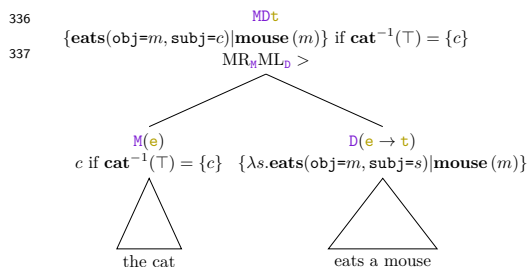 336
MDt
{eats(obj=m, subj=c)|mouse (m)} if cat⁻¹(⊤) = {c}
337
MR_M ML_D >
M(e) D(e → t)
c if cat⁻¹(⊤) = {c} {λs.eats(obj=m, subj=s)|mouse (m)}
the cat eats a mouse